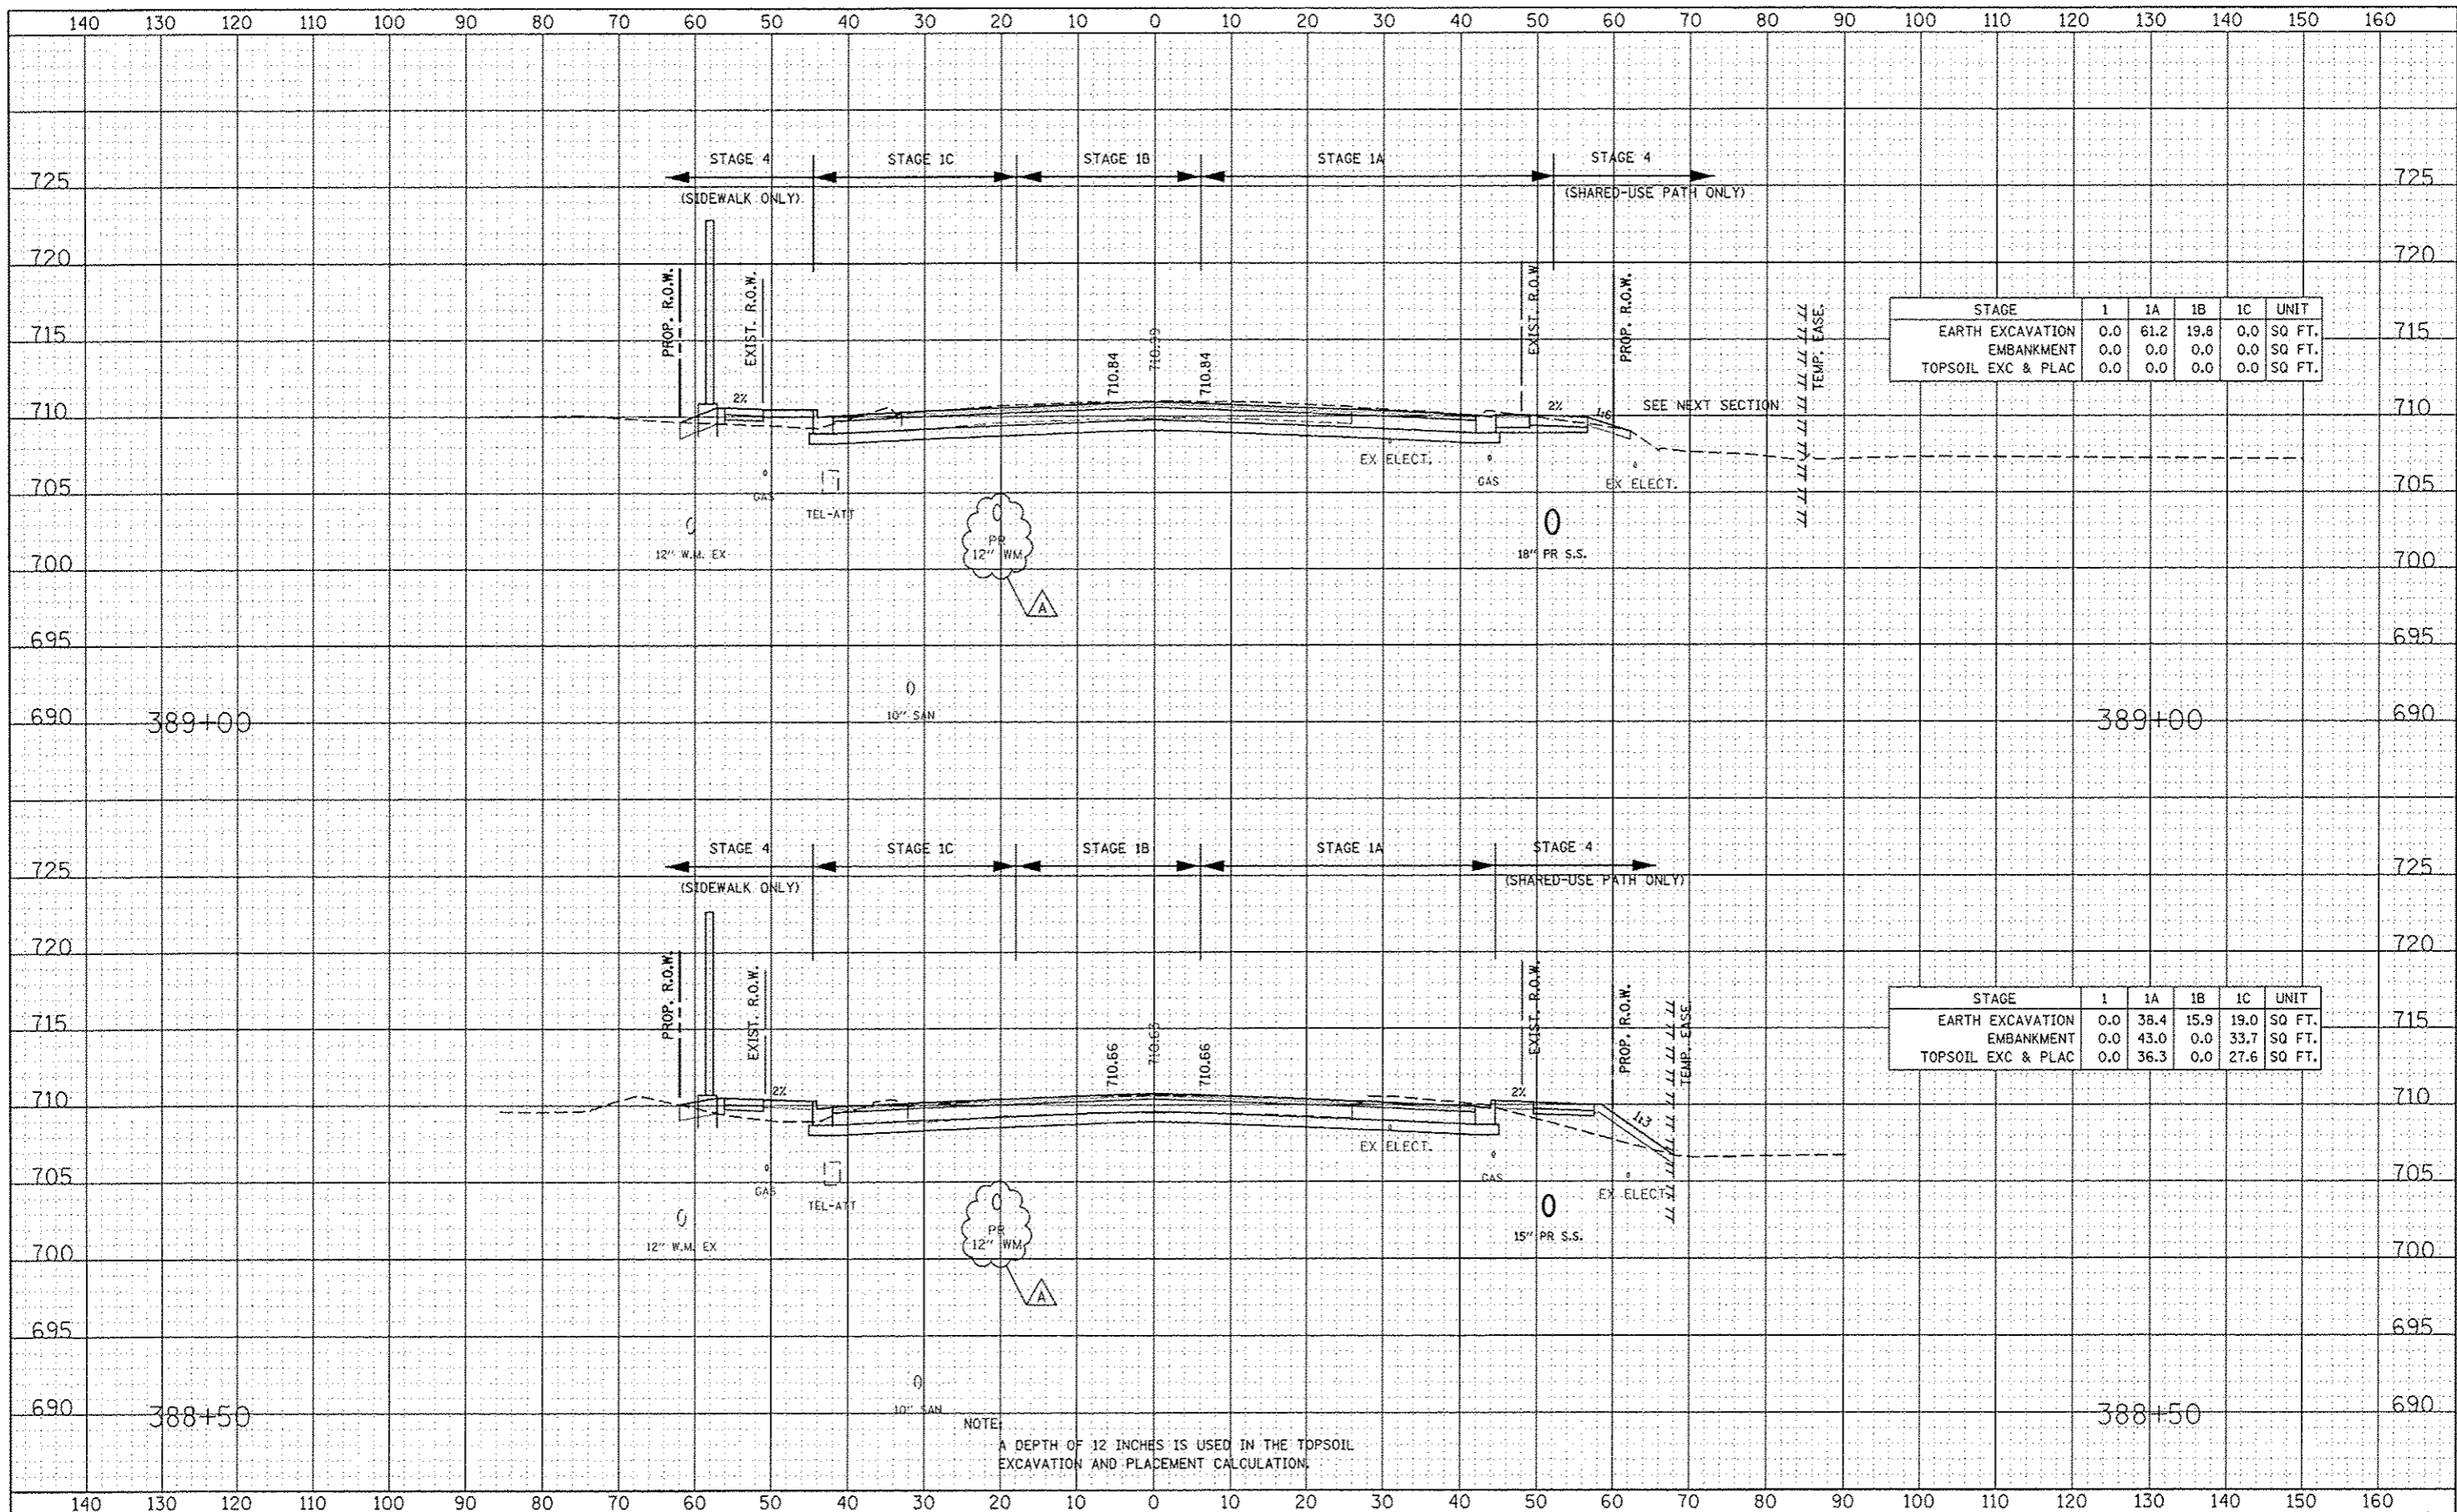 140 130 120 110 100 90 80 70 60 50 40 30 20 10 0 10 20 30 40 50 60 70 80 90 100 110 120 130 140 150 160
STAGE 4 STAGE 1C STAGE 1B STAGE 1A STAGE 4
725 725
(SIDEWALK ONLY) (SHARED-USE PATH ONLY)
720 720
PROP. R.O.W.
EXIST. R.O.W.
710.84
710.84
EXIST. R.O.W.
PROP. R.O.W.
TEMP. EASE.
STAGE 1 1A 1B 1C UNIT
EARTH EXCAVATION 0.0 61.2 19.8 0.0 SQ FT.
EMBANKMENT 0.0 0.0 0.0 0.0 SQ FT.
TOPSOIL EXC & PLAC 0.0 0.0 0.0 0.0 SQ FT.
715 715
2% 2% 1:6 SEE NEXT SECTION
710 710
EX ELECT.
GAS TEL-ATT GAS EX ELECT.
705 705
12" W.M. EX
PR
12" WM
18" PR S.S.
700 700
A
695 695
10" SAN
690 389+00 389+00 690
STAGE 4 STAGE 1C STAGE 1B STAGE 1A STAGE 4
725 725
(SIDEWALK ONLY) (SHARED-USE PATH ONLY)
720 720
PROP. R.O.W.
EXIST. R.O.W.
710.66
710.66
EXIST. R.O.W.
PROP. R.O.W.
TEMP. EASE.
STAGE 1 1A 1B 1C UNIT
EARTH EXCAVATION 0.0 38.4 15.9 19.0 SQ FT.
EMBANKMENT 0.0 43.0 0.0 33.7 SQ FT.
TOPSOIL EXC & PLAC 0.0 36.3 0.0 27.6 SQ FT.
715 715
2% 2%
710 710
1:3
EX ELECT.
GAS TEL-ATT GAS EX ELECT.
705 705
12" W.M. EX
PR
12" WM
15" PR S.S.
700 700
A
695 695
10" SAN
690 388+50 388+50 690
NOTE:
A DEPTH OF 12 INCHES IS USED IN THE TOPSOIL
EXCAVATION AND PLACEMENT CALCULATION.
140 130 120 110 100 90 80 70 60 50 40 30 20 10 0 10 20 30 40 50 60 70 80 90 100 110 120 130 140 150 160